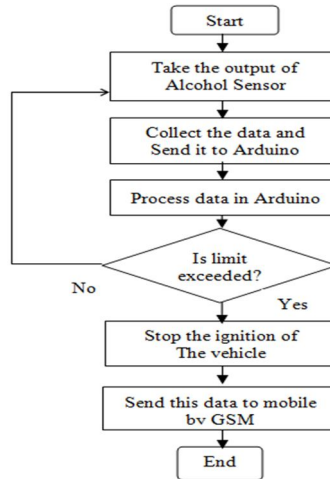 Start
Take the output of
Alcohol Sensor
Collect the data and
Send it to Arduino
Process data in Arduino
Is limit
exceeded?
No
Yes
Stop the ignition of
The vehicle
Send this data to mobile
by GSM
End